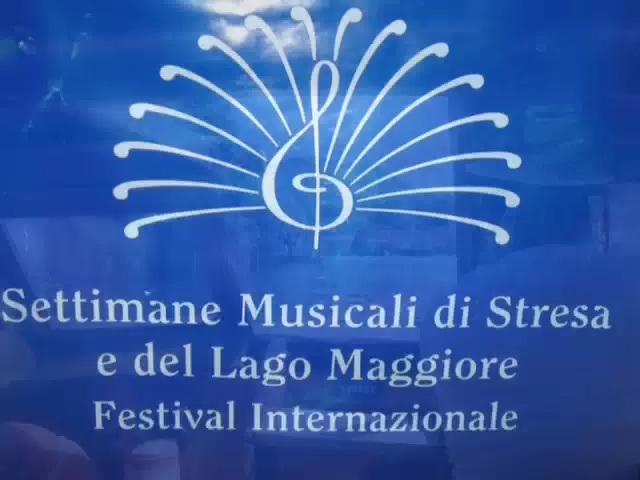 Settimane Musicali di Stresa
e del Lago Maggiore
Festival Internazionale